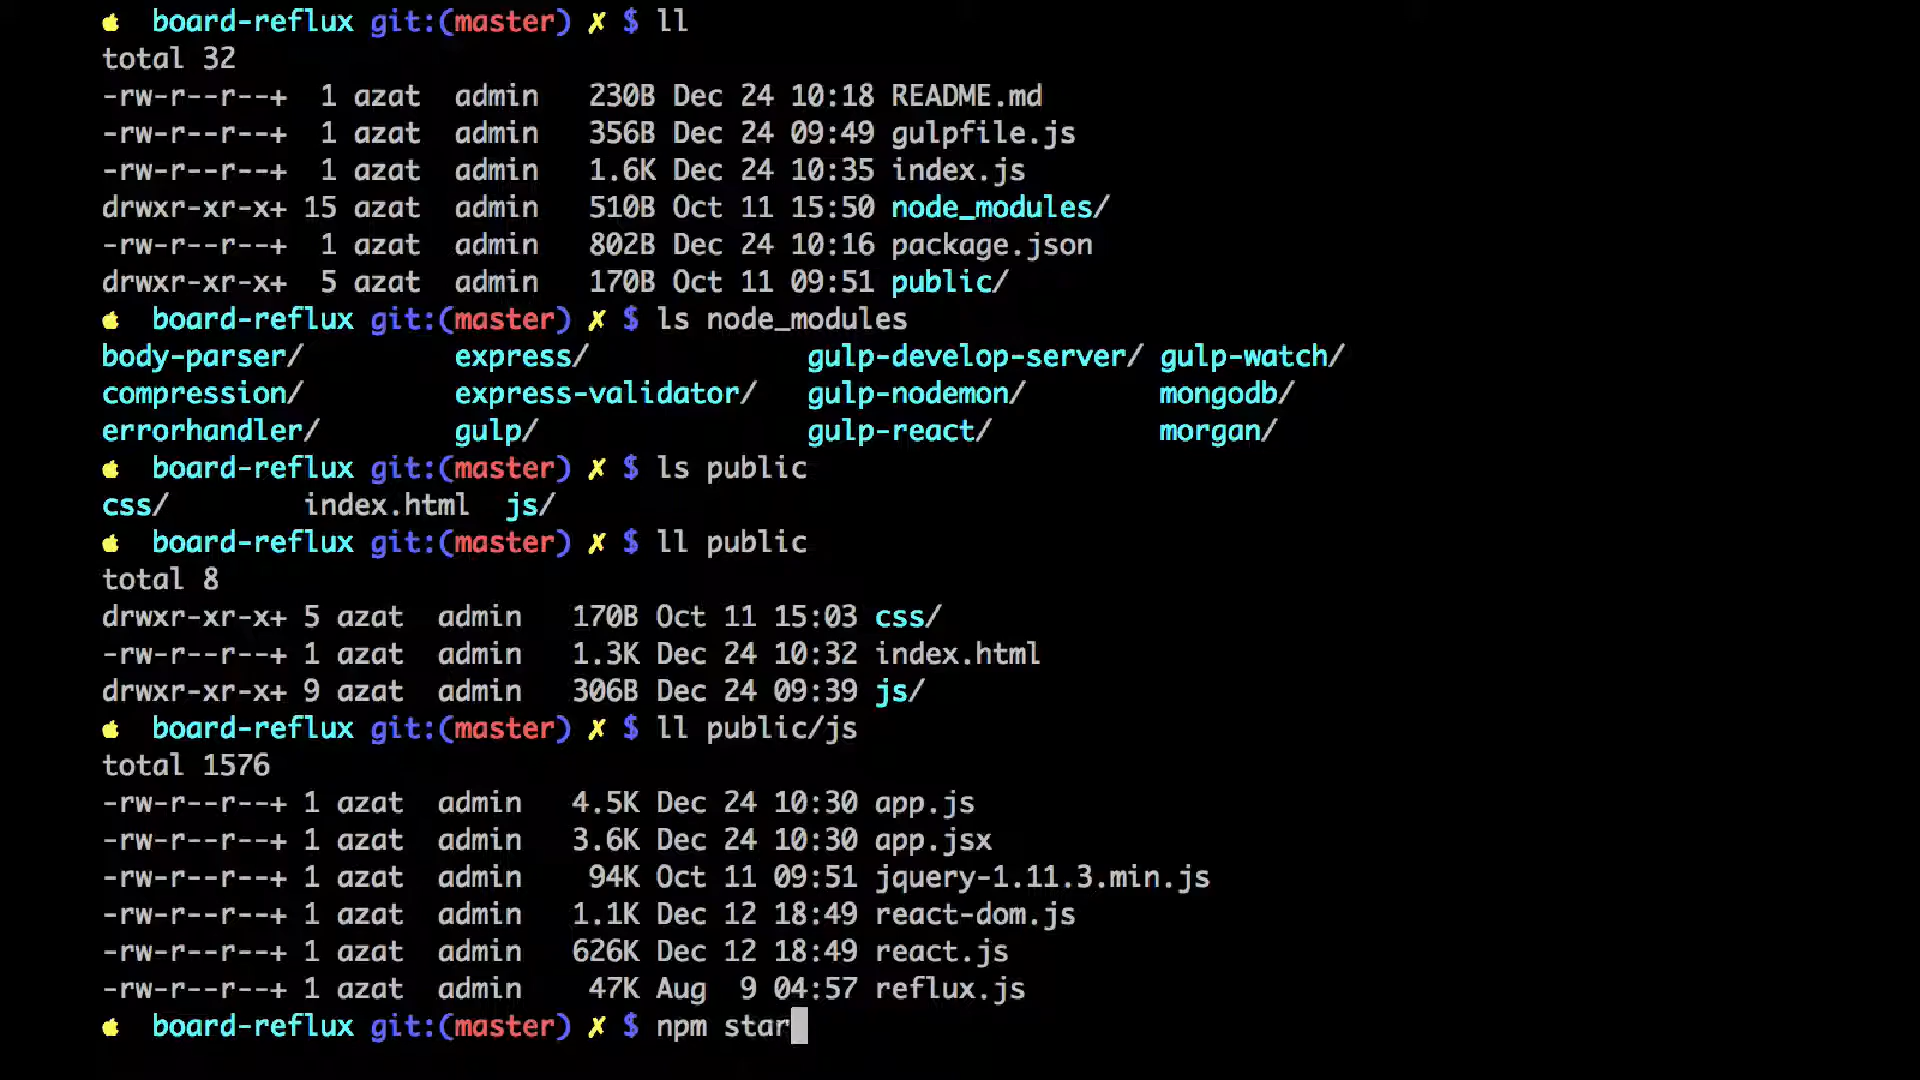 board-reflux git:(master) ✗ $ ll
total 32
-rw-r--r--+  1 azat  admin   230B Dec 24 10:18 README.md
-rw-r--r--+  1 azat  admin   356B Dec 24 09:49 gulpfile.js
-rw-r--r--+  1 azat  admin   1.6K Dec 24 10:35 index.js
drwxr-xr-x+ 15 azat  admin   510B Oct 11 15:50 node_modules/
-rw-r--r--+  1 azat  admin   802B Dec 24 10:16 package.json
drwxr-xr-x+  5 azat  admin   170B Oct 11 09:51 public/
board-reflux git:(master) ✗ $ ls node_modules
body-parser/         express/             gulp-develop-server/ gulp-watch/
compression/         express-validator/   gulp-nodemon/        mongodb/
errorhandler/        gulp/                gulp-react/          morgan/
board-reflux git:(master) ✗ $ ls public
css/        index.html  js/
board-reflux git:(master) ✗ $ ll public
total 8
drwxr-xr-x+ 5 azat  admin   170B Oct 11 15:03 css/
-rw-r--r--+ 1 azat  admin   1.3K Dec 24 10:32 index.html
drwxr-xr-x+ 9 azat  admin   306B Dec 24 09:39 js/
board-reflux git:(master) ✗ $ ll public/js
total 1576
-rw-r--r--+ 1 azat  admin   4.5K Dec 24 10:30 app.js
-rw-r--r--+ 1 azat  admin   3.6K Dec 24 10:30 app.jsx
-rw-r--r--+ 1 azat  admin    94K Oct 11 09:51 jquery-1.11.3.min.js
-rw-r--r--+ 1 azat  admin   1.1K Dec 12 18:49 react-dom.js
-rw-r--r--+ 1 azat  admin   626K Dec 12 18:49 react.js
-rw-r--r--+ 1 azat  admin    47K Aug  9 04:57 reflux.js
board-reflux git:(master) ✗ $ npm star